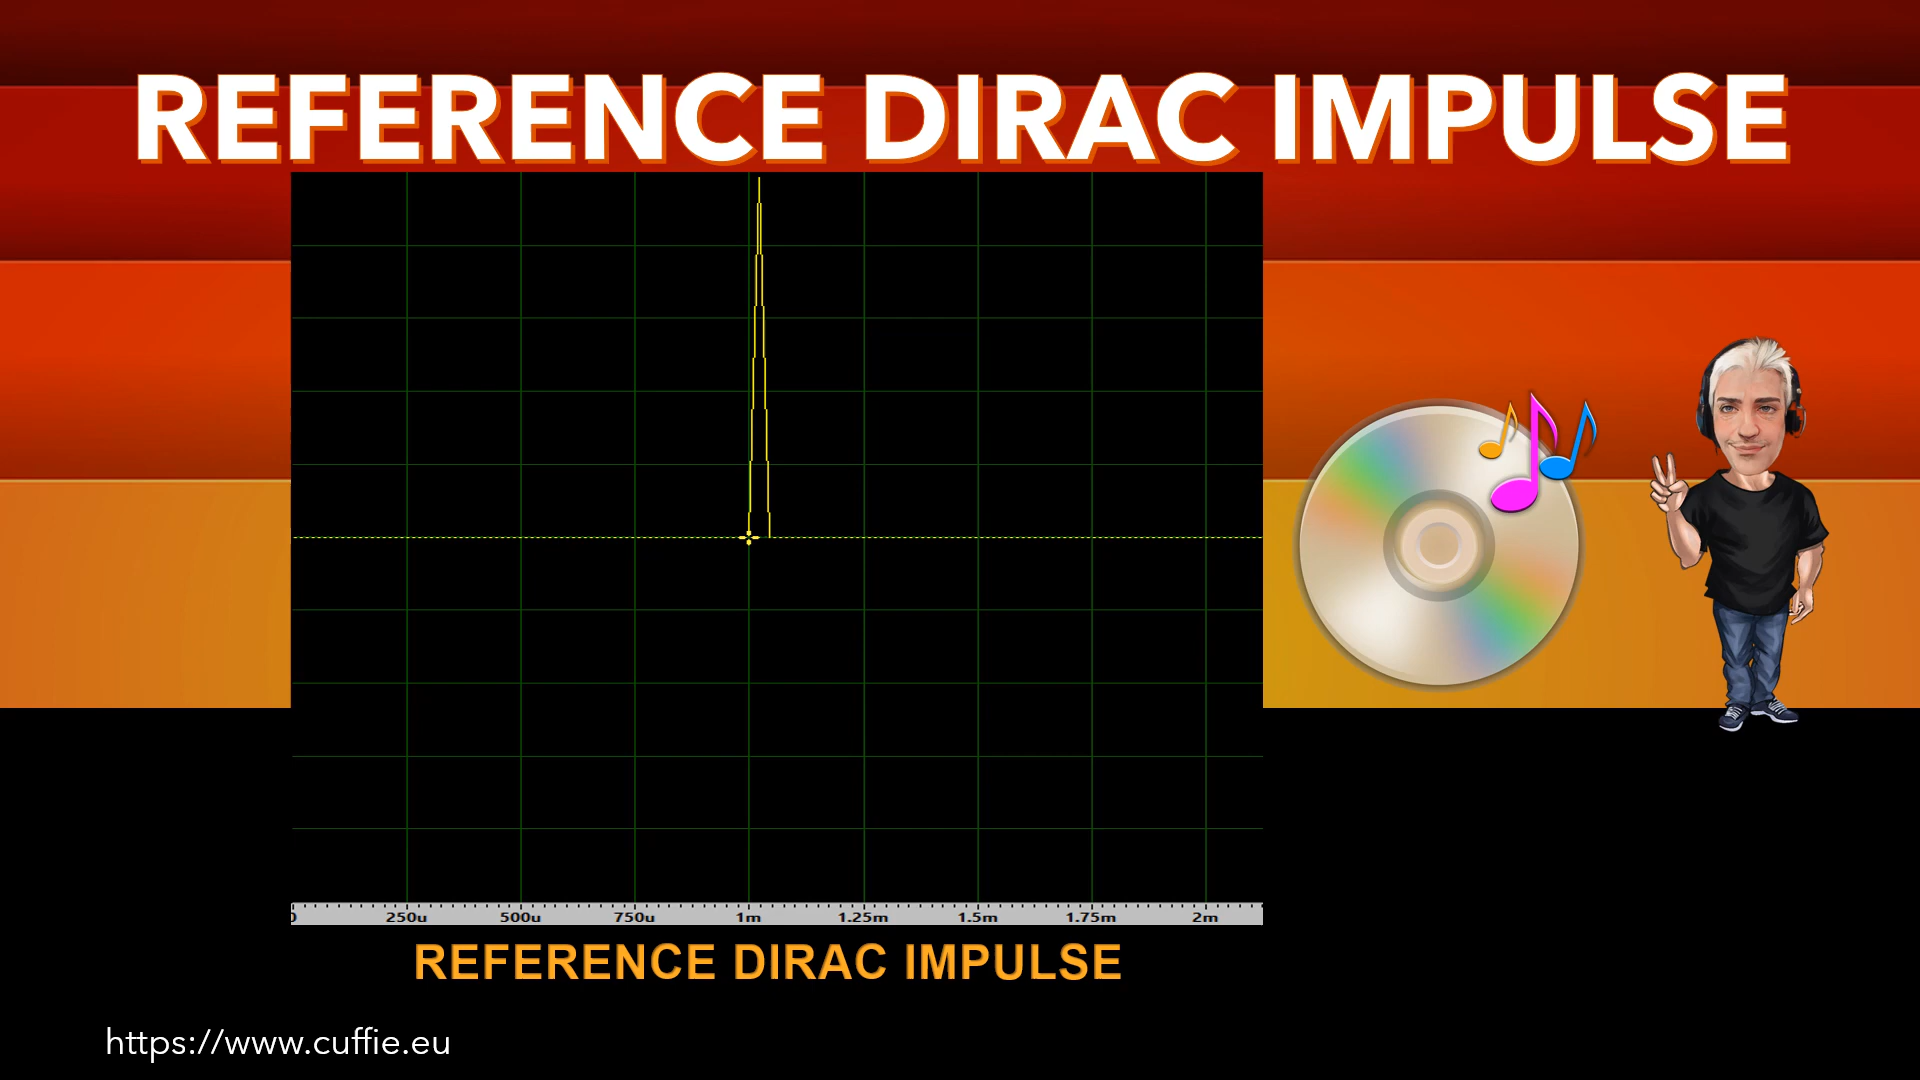 REFERENCE DIRAC IMPULSE
0 250u 500u 750u 1m 1.25m 1.5m 1.75m 2m
REFERENCE DIRAC IMPULSE
https://www.cuffie.eu